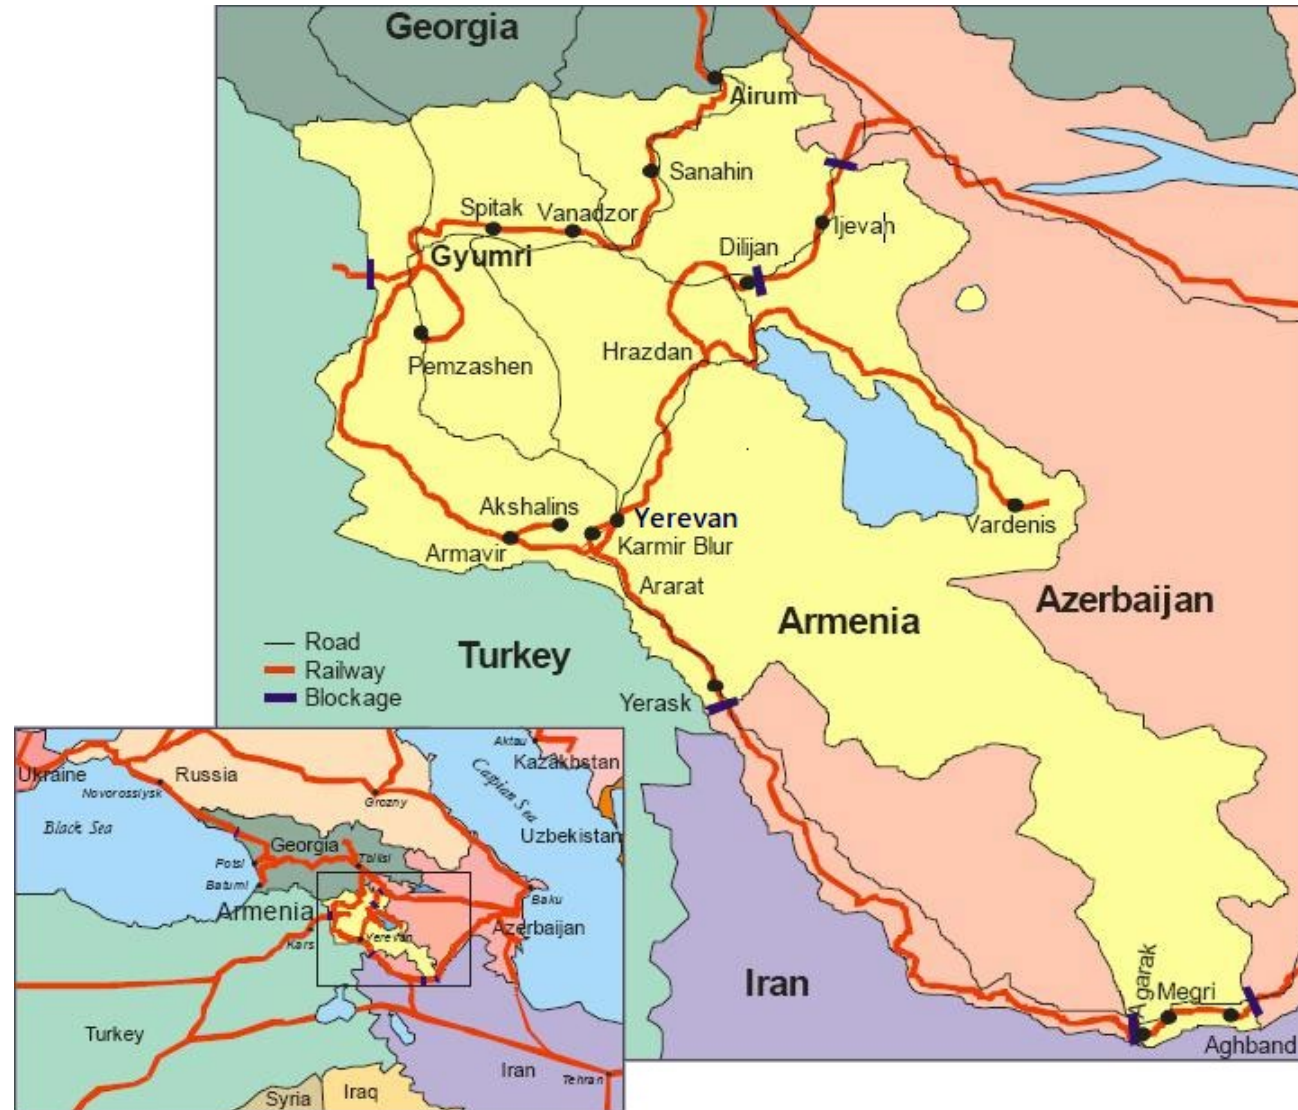 Georgia
Airum
Sanahin
Spitak
Vanadzor
Ijevan
Dilijan
Gyumri
Hrazdan
Pemzashen
Akshalins
Yerevan
Vardenis
Armavir
Karmir Blur
Ararat
Azerbaijan
Armenia
Road
Turkey
Railway
Blockage
Yerask
Iran
Agarak
Megri
Aghband
Aktau
Kazakhstan
Ukraine
Russia
Caspian Sea
Novorossiysk
Grozny
Black Sea
Uzbekistan
Georgia
Tbilisi
Potsi
Batumi
Baku
Armenia
Azerbaijan
Yerevan
Kars
Turkey
Iran
Tehran
Iraq
Syria